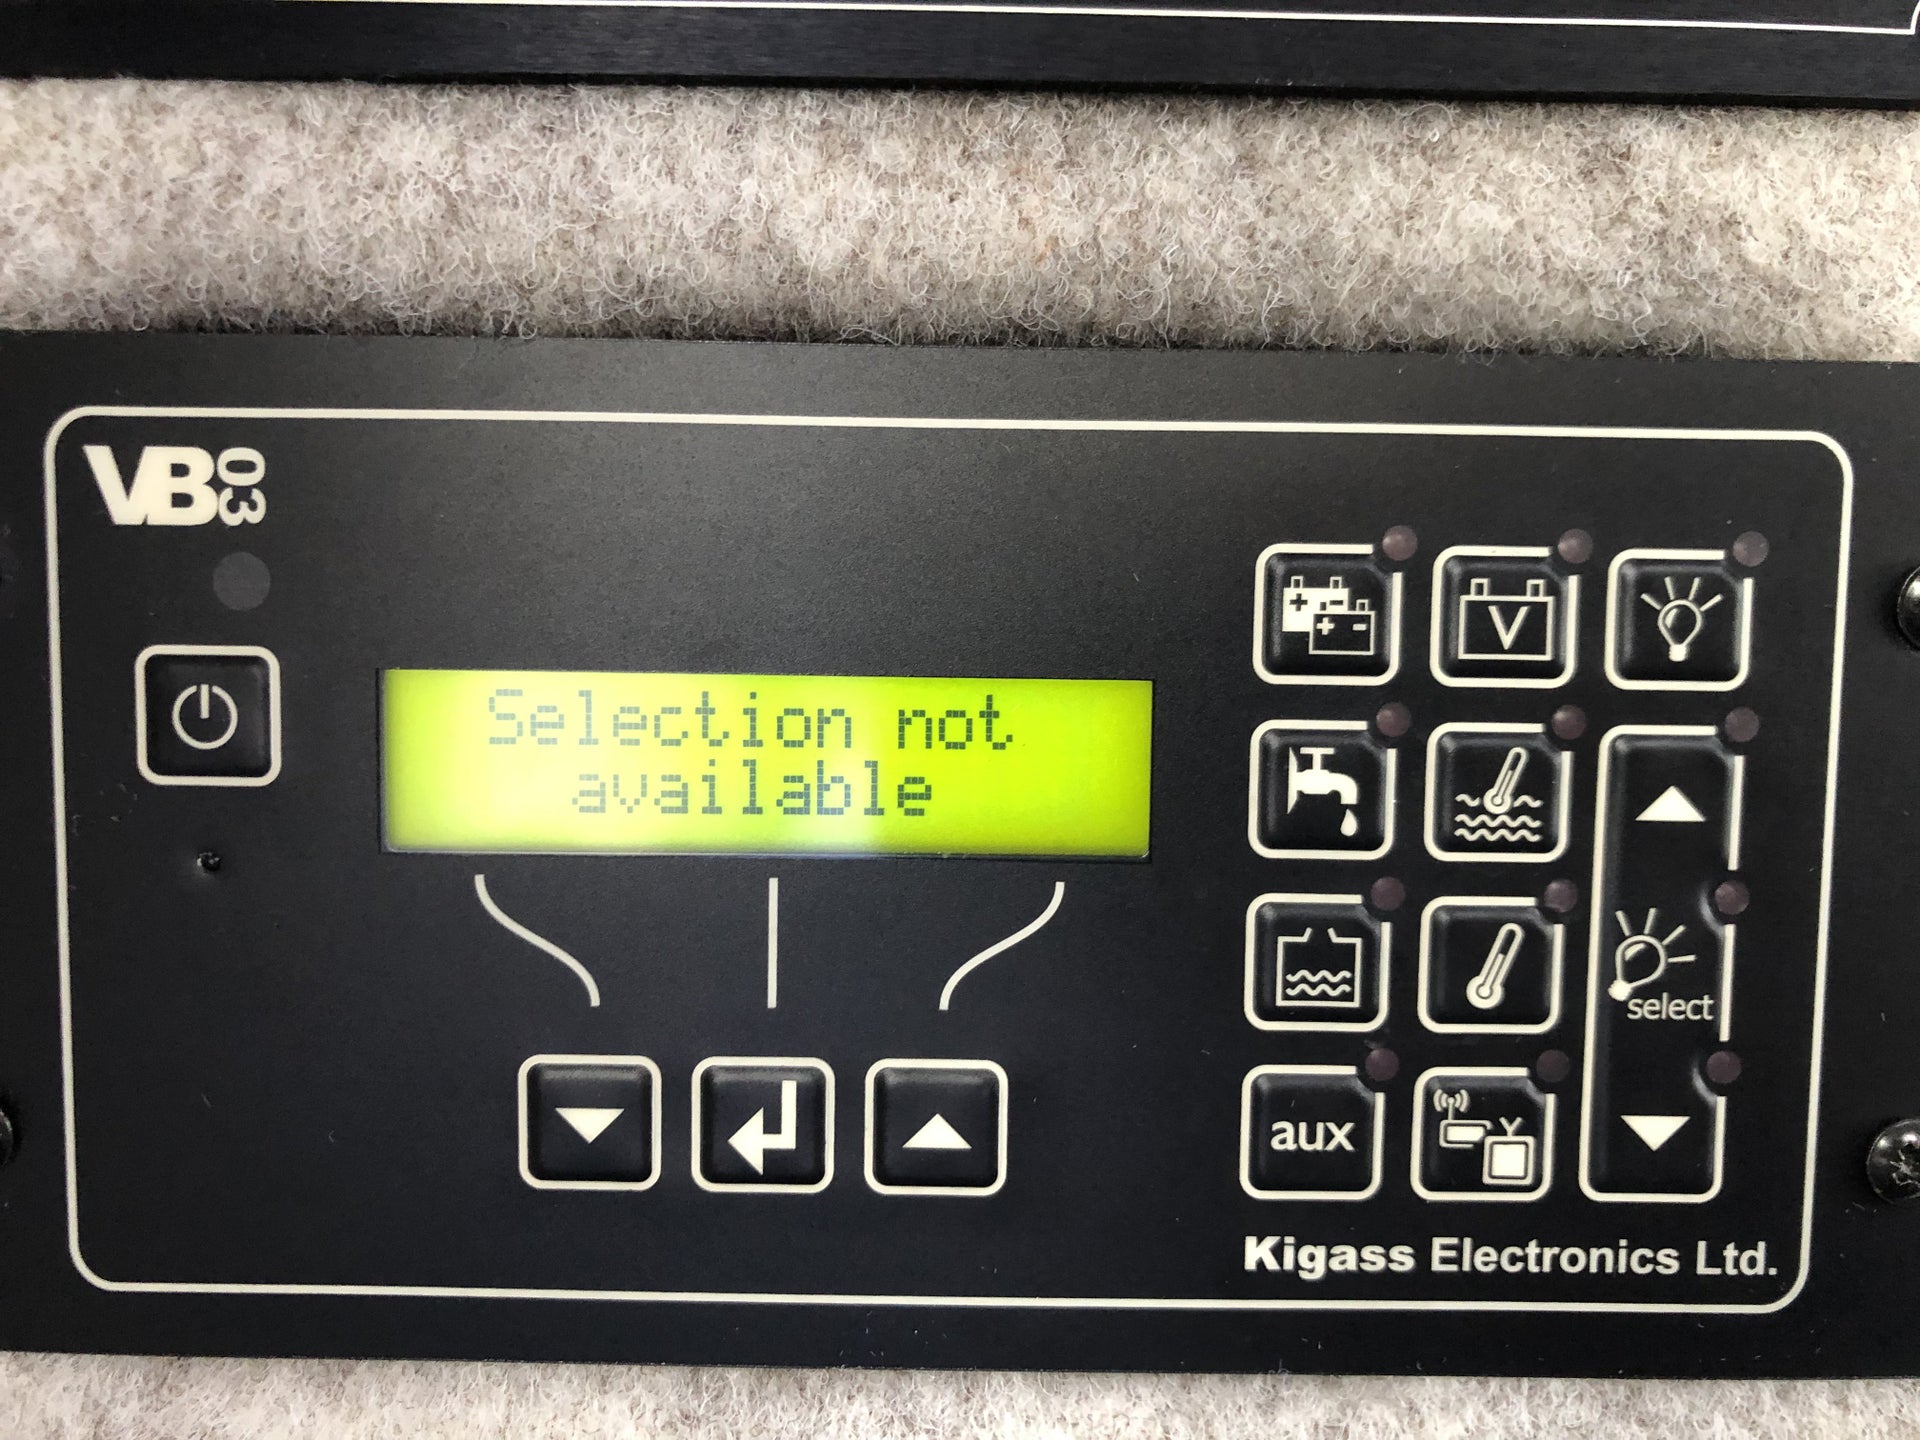 VB03
Selection not
available
V
select
aux
Kigass Electronics Ltd.